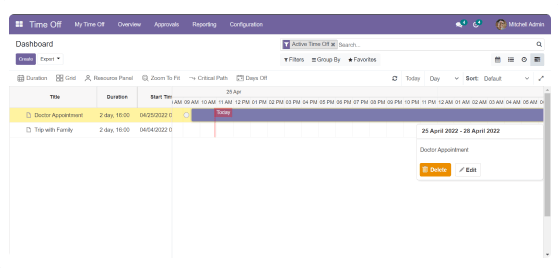 Time Off My Time Off Overview Approvals Reporting Configuration Mitchell Admin
Dashboard Active Time Off × Search...
Create Export Filters Group By Favorites
Duration Grid Resource Panel Zoom To Fit Critical Path Days Off Today Day Sort: Default
Title Duration Start Tim 25 Apr
AM 09 AM 10 AM 11 AM 12 PM 01 PM 02 PM 03 PM 04 PM 05 PM 06 PM 07 PM 08 PM 09 PM 10 PM 11 PM 12 AM 01 AM 02 AM 03 AM 04 AM 05 AM
Doctor Appointment 2 day, 16:00 04/25/2022 0 Today
Trip with Family 2 day, 16:00 04/04/2022 0
25 April 2022 - 28 April 2022
Doctor Appointment
Delete Edit